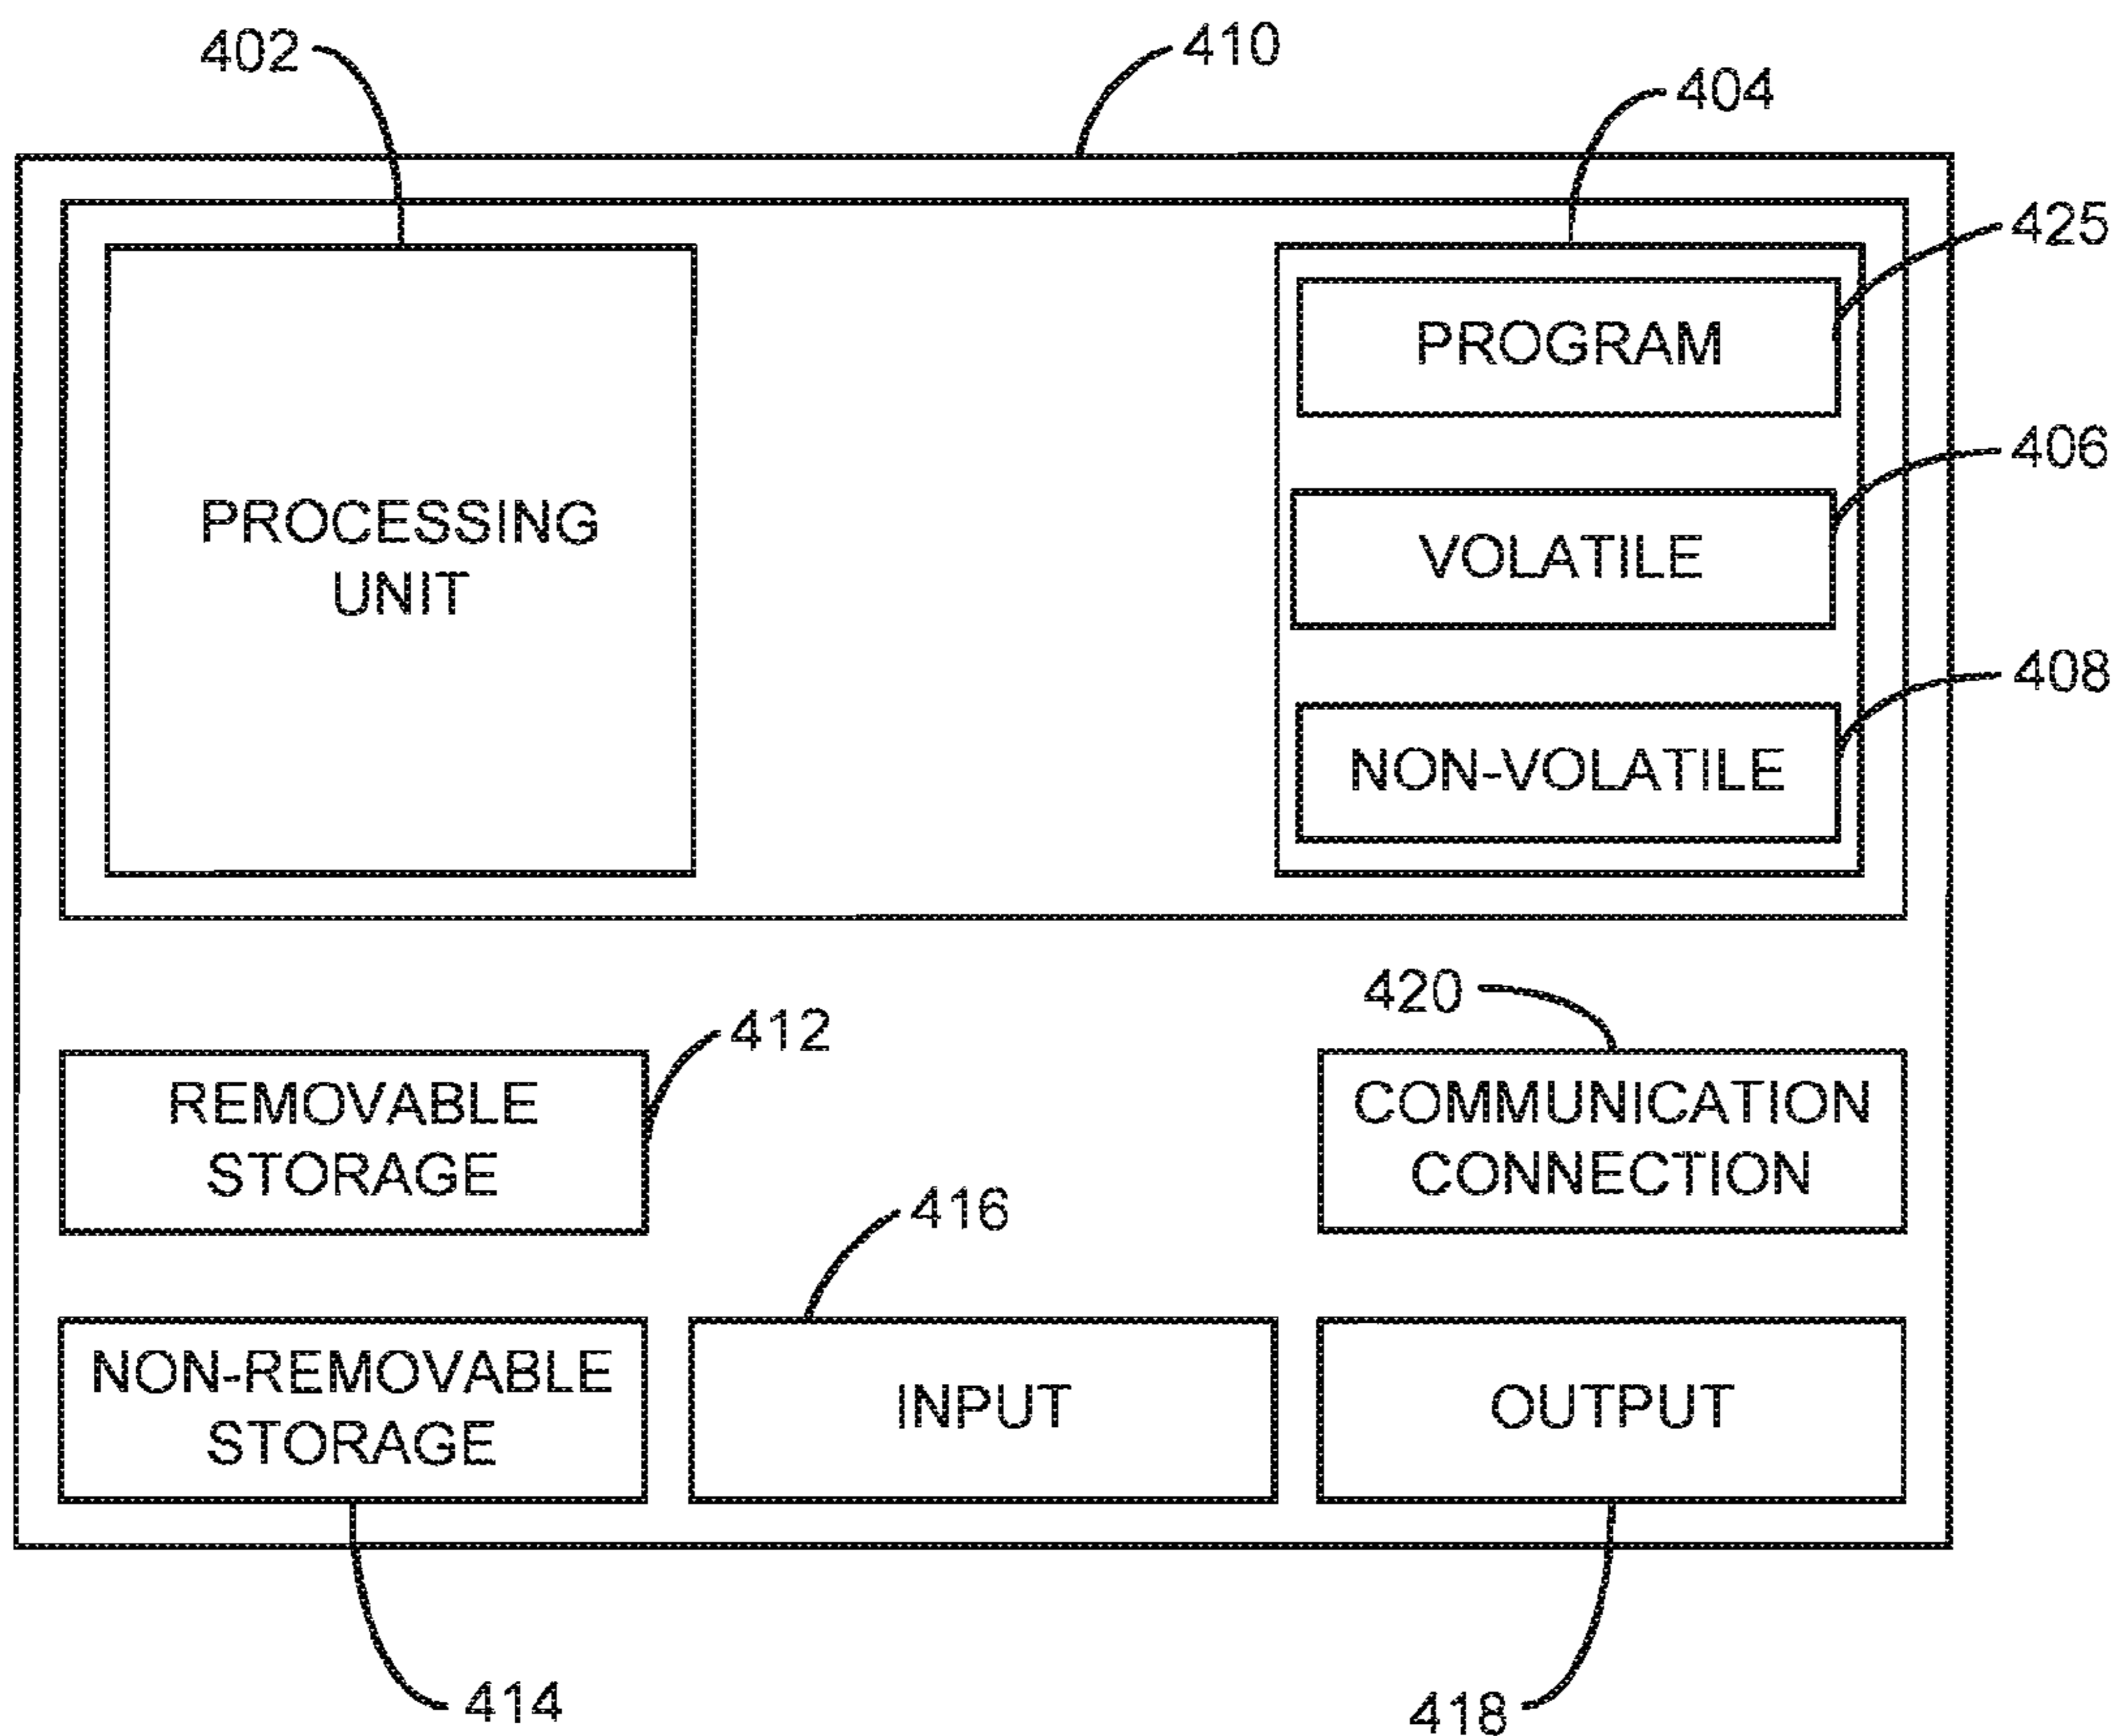 402
410
404
425
PROGRAM
406
PROCESSING
UNIT
VOLATILE
408
NON-VOLATILE
412
420
REMOVABLE
STORAGE
COMMUNICATION
CONNECTION
416
NON-REMOVABLE
STORAGE
INPUT
OUTPUT
414
418